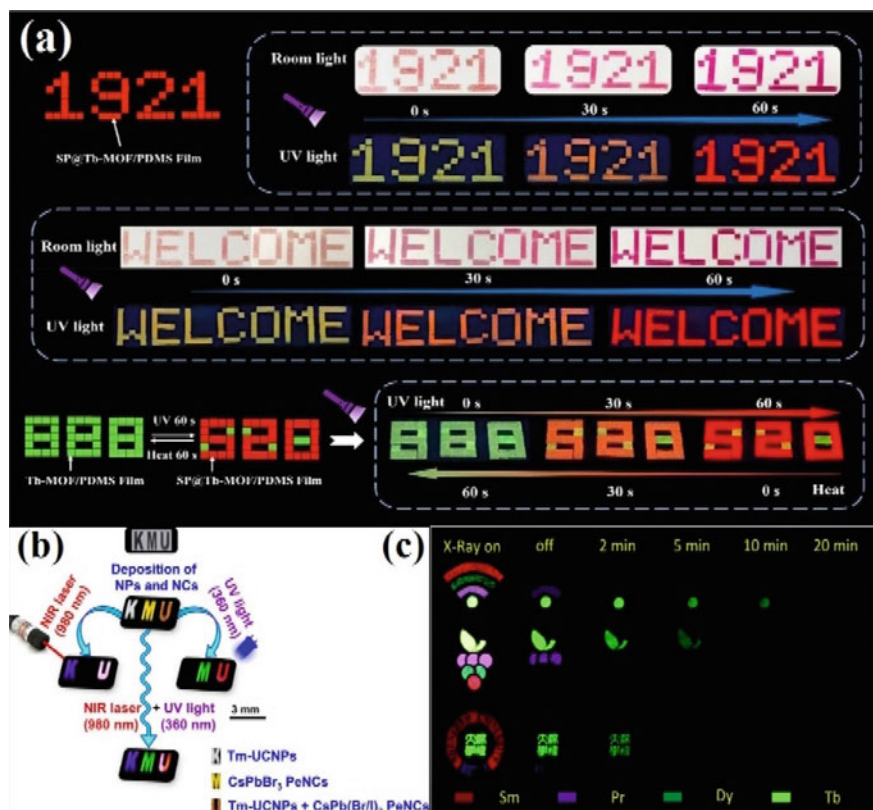 (a)
1921
SP@Tb-MOF/PDMS Film
Room light
1921 1921 1921
0 s 30 s 60 s
UV light
1921 1921 1921
Room light
WELCOME WELCOME WELCOME
0 s 30 s 60 s
UV light
WELCOME WELCOME WELCOME
888
UV 60 s
Heat 60 s
520
Tb-MOF/PDMS Film
SP@Tb-MOF/PDMS Film
UV light 0 s 30 s 60 s
60 s 30 s 0 s Heat
(b)
KMU
Deposition of
NPs and NCs
NIR laser
(980 nm)
KMU
UV light
(360 nm)
K U
M U
NIR laser + UV light
(980 nm) (360 nm)
3 mm
KMU
K Tm-UCNPs
M CsPbBr3 PeNCs
Tm-UCNPs + CsPb(Br/I)3 PeNCs
(c)
X-Ray on off 2 min 5 min 10 min 20 min
Sm Pr Dy Tb